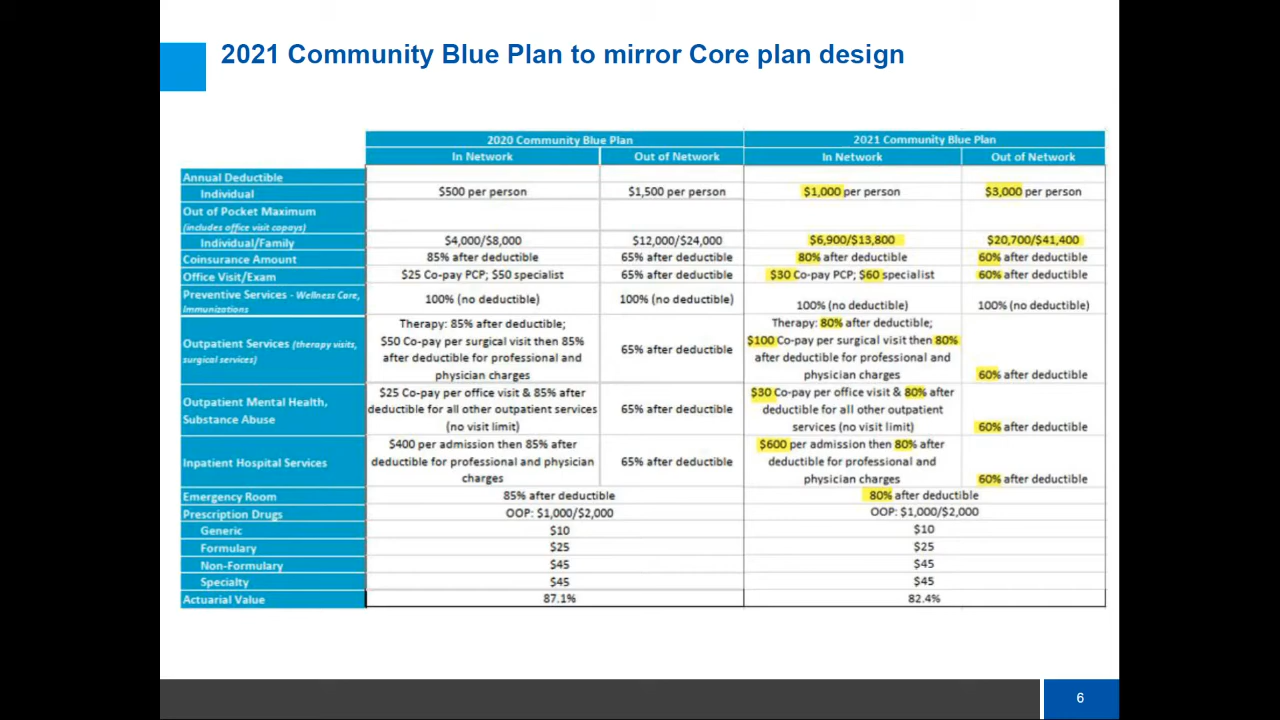 2021 Community Blue Plan to mirror Core plan design
2020 Community Blue Plan 2021 Community Blue Plan
In Network Out of Network In Network Out of Network
Annual Deductible
Individual $500 per person $1,500 per person $1,000 per person $3,000 per person
Out of Pocket Maximum
(includes office visit copays)
Individual/Family $4,000/$8,000 $12,000/$24,000 $6,900/$13,800 $20,700/$41,400
Coinsurance Amount 85% after deductible 65% after deductible 80% after deductible 60% after deductible
Office Visit/Exam $25 Co-pay PCP; $50 specialist 65% after deductible $30 Co-pay PCP; $60 specialist 60% after deductible
Preventive Services - Wellness Care,
Immunizations
100% (no deductible) 100% (no deductible) 100% (no deductible) 100% (no deductible)
Outpatient Services (therapy visits,
surgical services)
Therapy: 85% after deductible;
$50 Co-pay per surgical visit then 85%
after deductible for professional and
physician charges
65% after deductible
Therapy: 80% after deductible;
$100 Co-pay per surgical visit then 80%
after deductible for professional and
physician charges
60% after deductible
Outpatient Mental Health,
Substance Abuse
$25 Co-pay per office visit & 85% after
deductible for all other outpatient services
(no visit limit)
65% after deductible
$30 Co-pay per office visit & 80% after
deductible for all other outpatient
services (no visit limit)
60% after deductible
Inpatient Hospital Services
$400 per admission then 85% after
deductible for professional and physician
charges
65% after deductible
$600 per admission then 80% after
deductible for professional and
physician charges
60% after deductible
Emergency Room 85% after deductible 80% after deductible
Prescription Drugs OOP: $1,000/$2,000 OOP: $1,000/$2,000
Generic $10 $10
Formulary $25 $25
Non-Formulary $45 $45
Specialty $45 $45
Actuarial Value 87.1% 82.4%
6